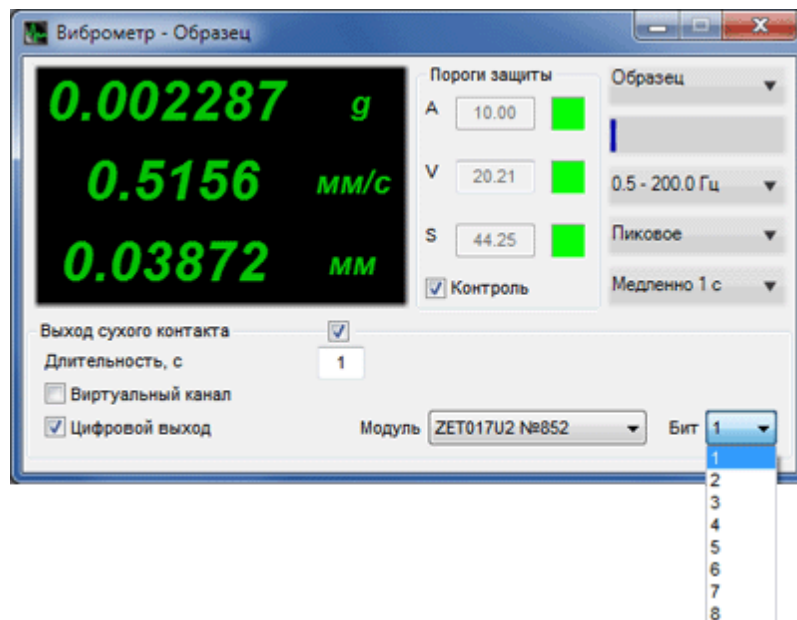 Виброметр - Образец
0.002287 g
0.5156 мм/с
0.03872 мм
Пороги защиты
A 10.00
V 20.21
S 44.25
Контроль
Образец
0.5 - 200.0 Гц
Пиковое
Медленно 1 с
Выход сухого контакта
Длительность, с 1
Виртуальный канал
Цифровой выход Модуль ZET017U2 №852 Бит 1
1
2
3
4
5
6
7
8